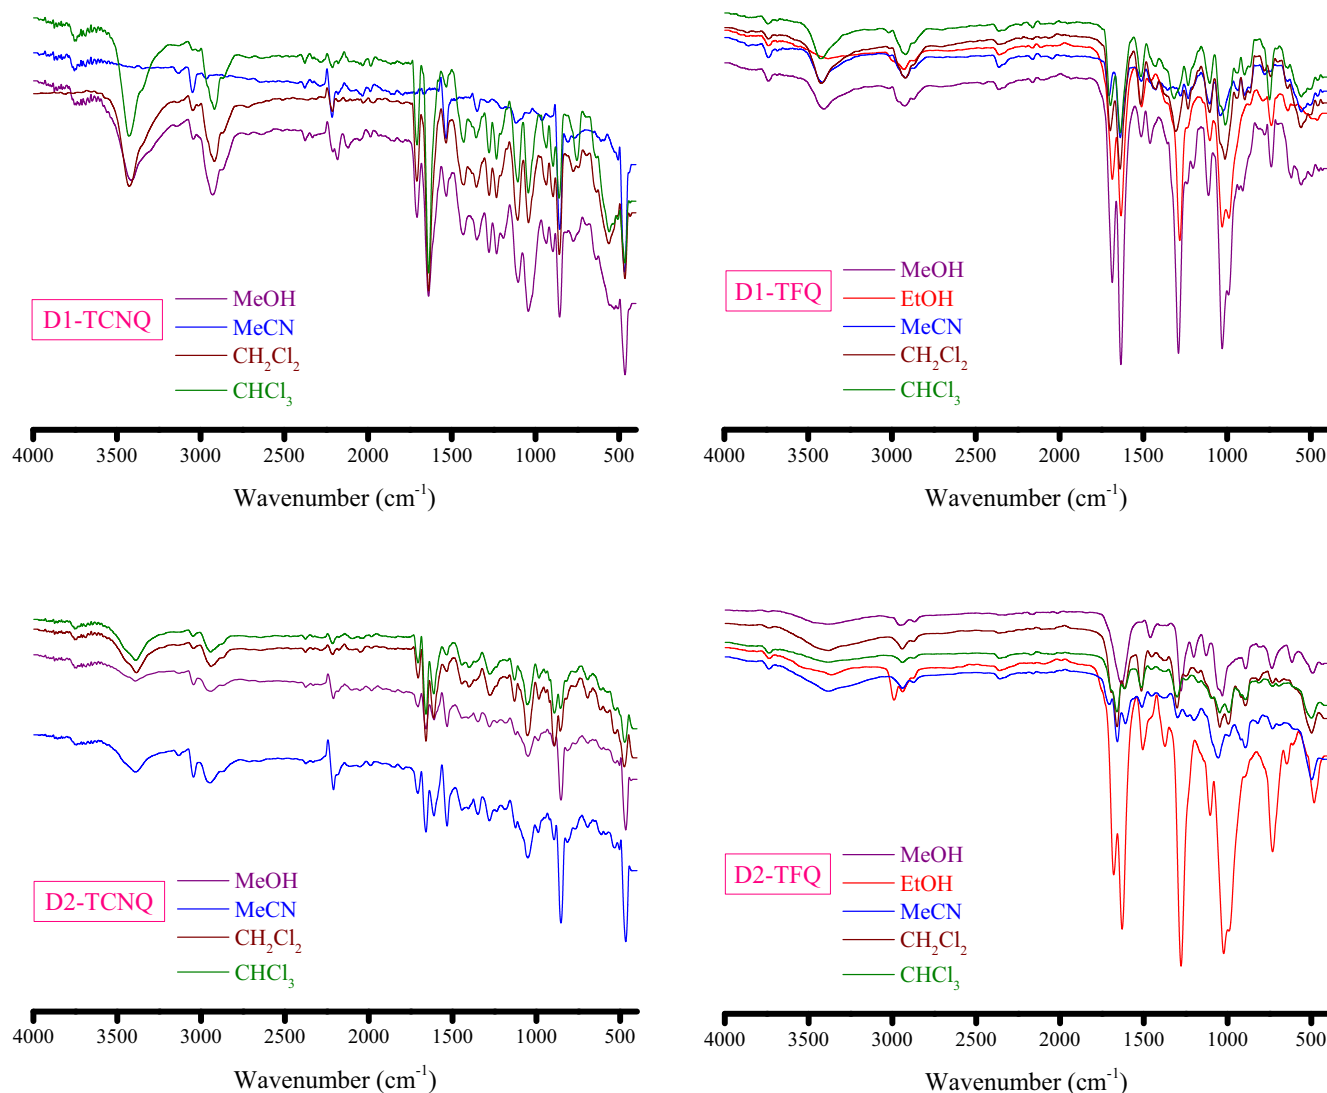 D1-TCNQ
MeOH
MeCN
CH₂Cl₂
CHCl₃
4000 3500 3000 2500 2000 1500 1000 500
Wavenumber (cm⁻¹)
D1-TFQ
MeOH
EtOH
MeCN
CH₂Cl₂
CHCl₃
4000 3500 3000 2500 2000 1500 1000 500
Wavenumber (cm⁻¹)
D2-TCNQ
MeOH
MeCN
CH₂Cl₂
CHCl₃
4000 3500 3000 2500 2000 1500 1000 500
Wavenumber (cm⁻¹)
D2-TFQ
MeOH
EtOH
MeCN
CH₂Cl₂
CHCl₃
4000 3500 3000 2500 2000 1500 1000 500
Wavenumber (cm⁻¹)